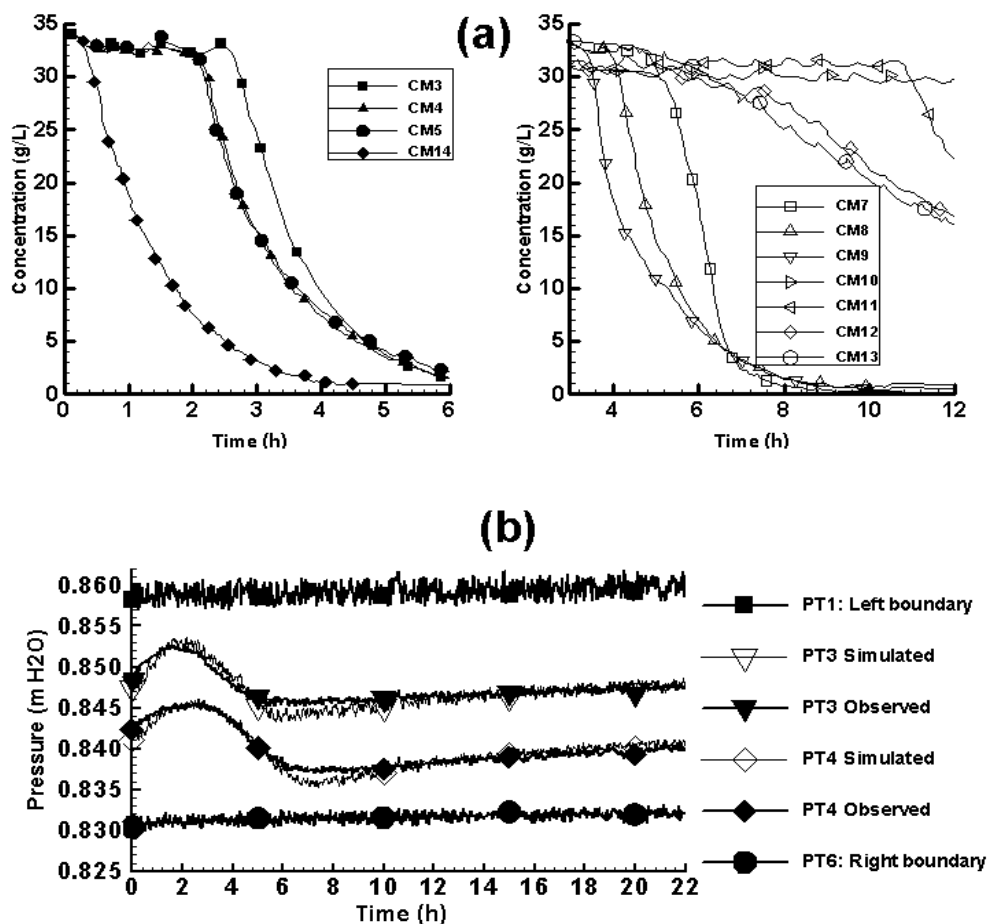 (a)
Concentration (g/L)
35
30
25
20
15
10
5
0
0 1 2 3 4 5 6
Time (h)
CM3
CM4
CM5
CM14
Concentration (g/L)
35
30
25
20
15
10
5
0
4 6 8 10 12
Time (h)
CM7
CM8
CM9
CM10
CM11
CM12
CM13
(b)
Pressure (m H2O)
0.860
0.855
0.850
0.845
0.840
0.835
0.830
0.825
0 2 4 6 8 10 12 14 16 18 20 22
Time (h)
PT1: Left boundary
PT3 Simulated
PT3 Observed
PT4 Simulated
PT4 Observed
PT6: Right boundary